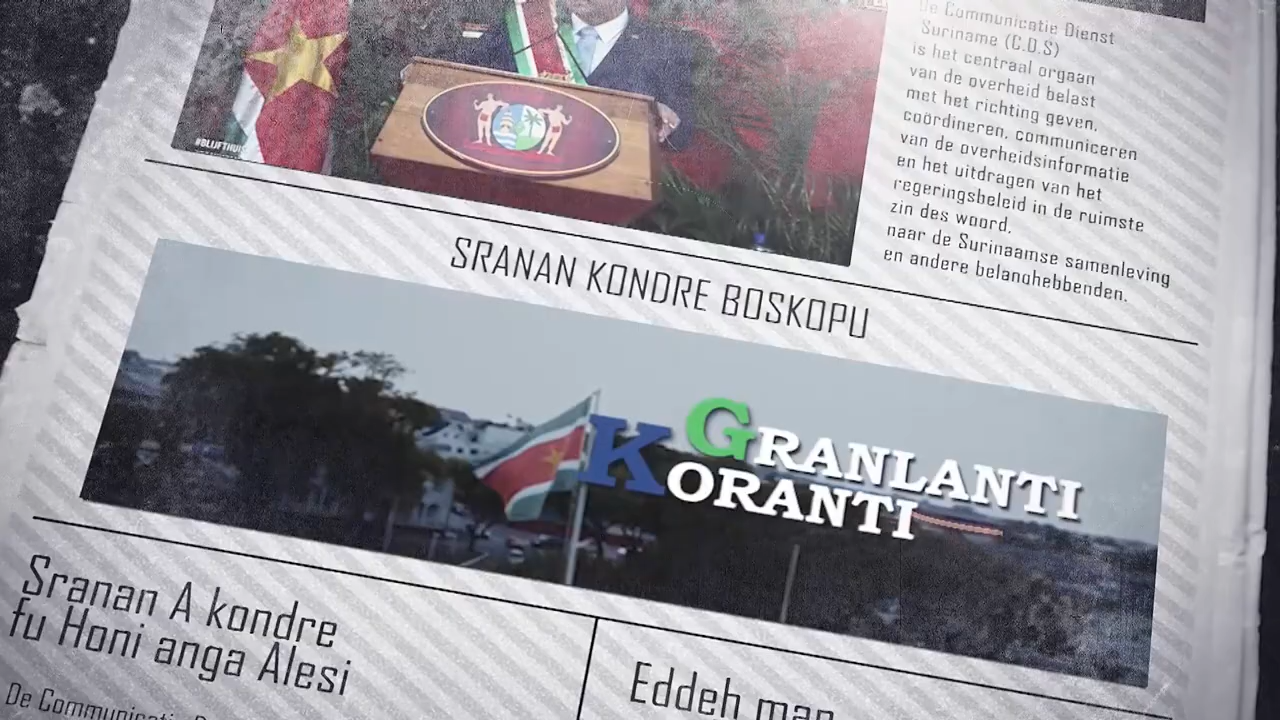 De Communicatie Dienst
Suriname (C.D.S)
is het centraal orgaan
van de overheid belast
met het richting geven,
coördineren, communiceren
van de overheidsinformatie
en het uitdragen van het
regeringsbeleid in de ruimste
zin des woord.
naar de Surinaamse samenleving
en andere belanghebbenden.
#BLIJFTHUIS
SRANAN KONDRE BOSKOPU
GRANLANTI
KORANTI
Sranan A kondre
fu Honi anga Alesi
De Communicatie
Eddeh man